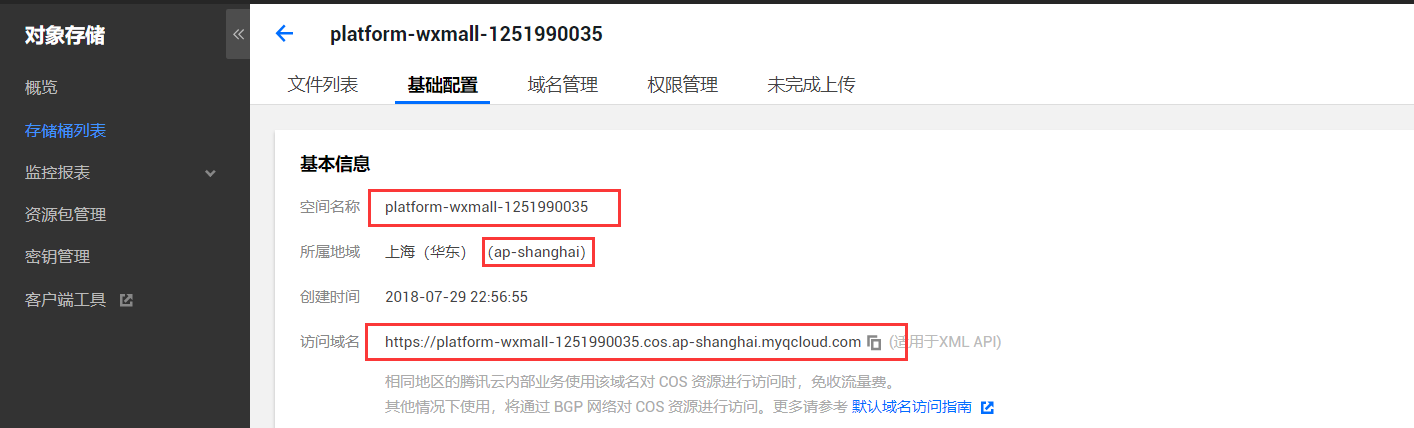 对象存储
概览
存储桶列表
监控报表
资源包管理
密钥管理
客户端工具
platform-wxmall-1251990035
文件列表 基础配置 域名管理 权限管理 未完成上传
基本信息
空间名称 platform-wxmall-1251990035
所属地域 上海（华东） (ap-shanghai)
创建时间 2018-07-29 22:56:55
访问域名 https://platform-wxmall-1251990035.cos.ap-shanghai.myqcloud.com (适用于XML API)
相同地区的腾讯云内部业务使用该域名对 COS 资源进行访问时，免收流量费。
其他情况下使用，将通过 BGP 网络对 COS 资源进行访问。更多请参考 默认域名访问指南